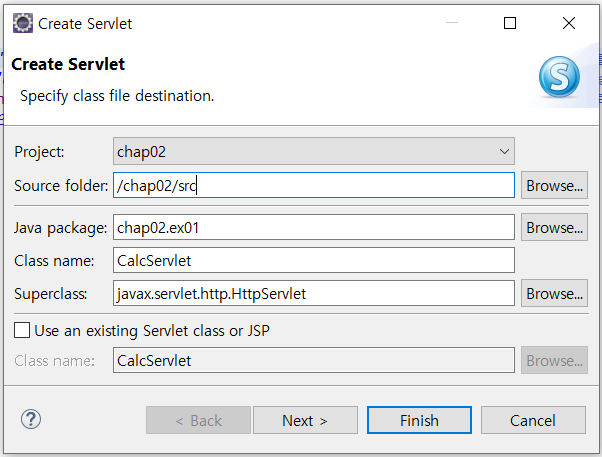 Create Servlet
Create Servlet
Specify class file destination.
S
Project: chap02
Source folder: /chap02/src Browse...
Java package: chap02.ex01 Browse...
Class name: CalcServlet
Superclass: javax.servlet.http.HttpServlet Browse...
Use an existing Servlet class or JSP
Class name: CalcServlet Browse...
? < Back Next > Finish Cancel